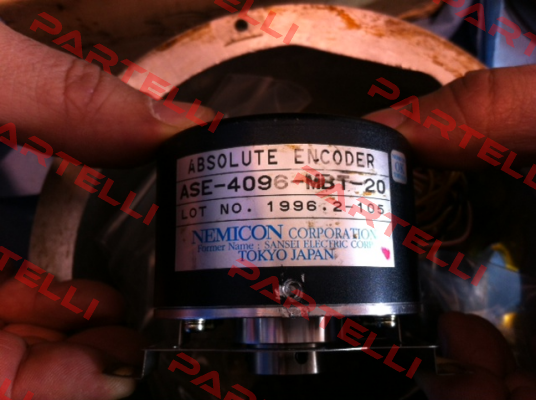 ABSOLUTE ENCODER
ASE-4096-MBT-20
LOT NO. 1996.2-105
NEMICON CORPORATION
Former Name : SANSEI ELECTRIC CORP.
TOKYO JAPAN
PARTELLI
PARTELLI
PARTELLI
PARTELLI
PARTELLI
PARTELLI
PARTELLI
PARTELLI